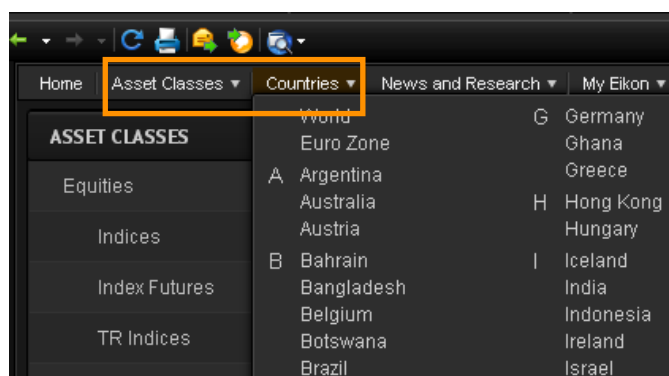 Home Asset Classes Countries News and Research My Eikon
ASSET CLASSES
Equities
Indices
Index Futures
TR Indices
World
Euro Zone
A Argentina
Australia
Austria
B Bahrain
Bangladesh
Belgium
Botswana
Brazil
G Germany
Ghana
Greece
H Hong Kong
Hungary
I Iceland
India
Indonesia
Ireland
Israel